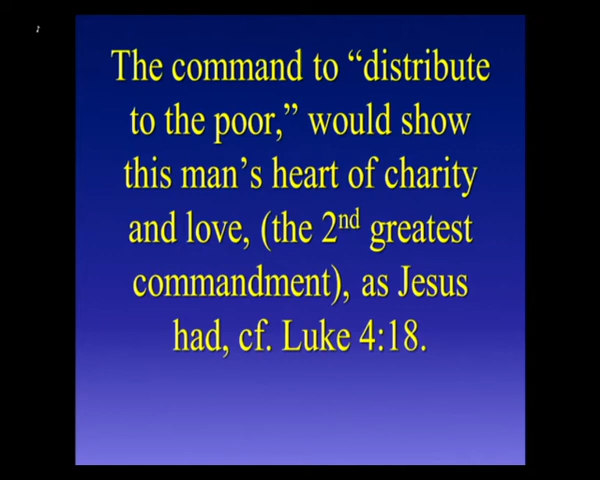 The command to “distribute
to the poor,” would show
this man’s heart of charity
and love, (the 2nd greatest
commandment), as Jesus
had, cf. Luke 4:18.